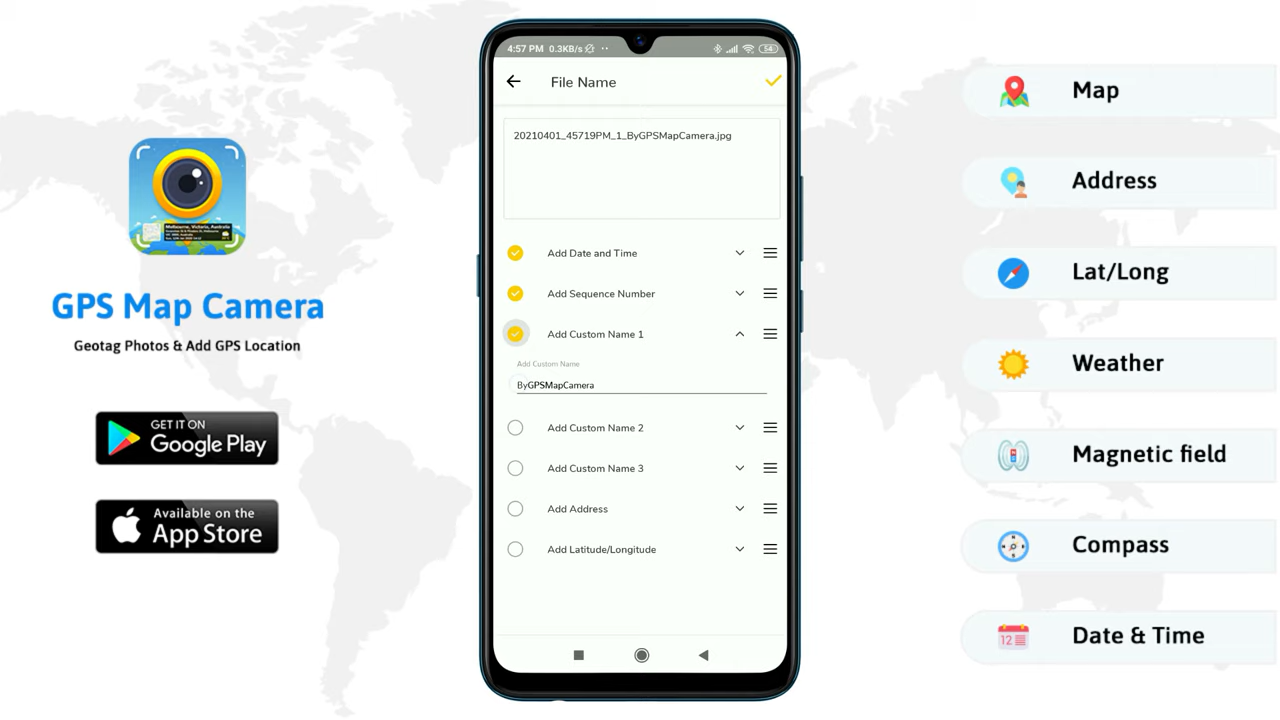 GPS Map Camera
Geotag Photos & Add GPS Location
GET IT ON
Google Play
Available on the
App Store
4:57 PM 0.3KB/s
File Name
20210401_45719PM_1_ByGPSMapCamera.jpg
Add Date and Time
Add Sequence Number
Add Custom Name 1
Add Custom Name
ByGPSMapCamera
Add Custom Name 2
Add Custom Name 3
Add Address
Add Latitude/Longitude
Map
Address
Lat/Long
Weather
Magnetic field
Compass
12
Date & Time